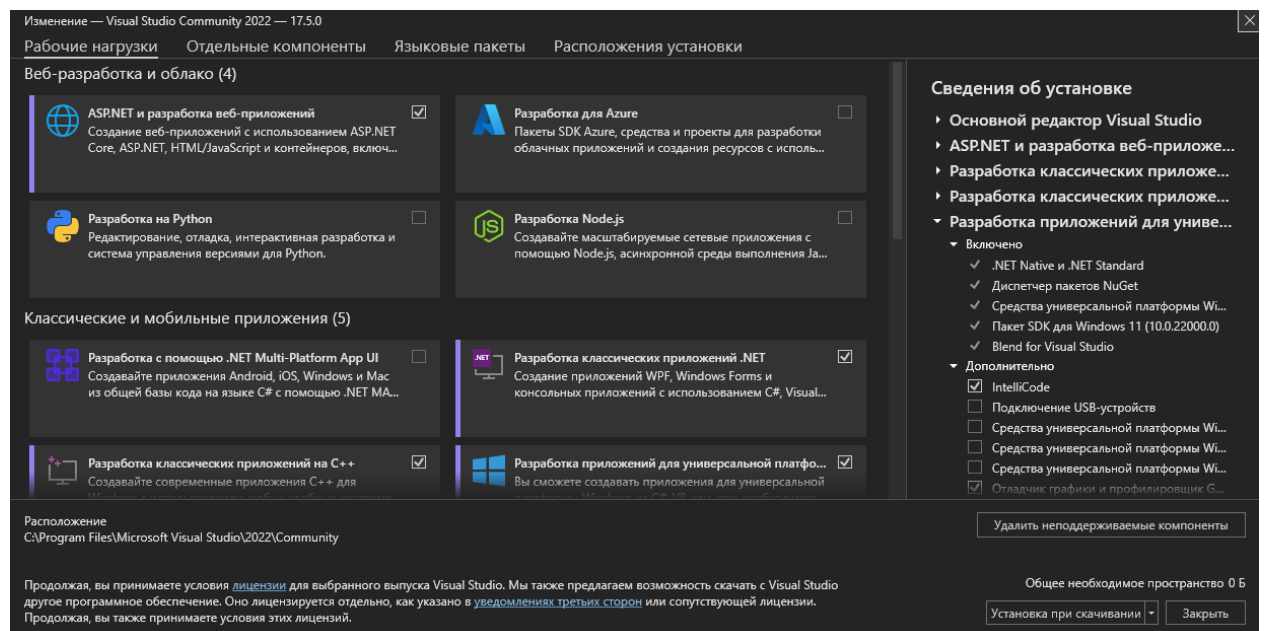 Изменение — Visual Studio Community 2022 — 17.5.0
Рабочие нагрузки
Отдельные компоненты
Языковые пакеты
Расположения установки
Веб-разработка и облако (4)
ASP.NET и разработка веб-приложений
Создание веб-приложений с использованием ASP.NET
Core, ASP.NET, HTML/JavaScript и контейнеров, включ...
Разработка для Azure
Пакеты SDK Azure, средства и проекты для разработки
облачных приложений и создания ресурсов с исполь...
Разработка на Python
Редактирование, отладка, интерактивная разработка и
система управления версиями для Python.
Разработка Node.js
Создавайте масштабируемые сетевые приложения с
помощью Node.js, асинхронной среды выполнения Ja...
Классические и мобильные приложения (5)
Разработка с помощью .NET Multi-Platform App UI
Создавайте приложения Android, iOS, Windows и Mac
из общей базы кода на языке C# с помощью .NET MA...
.NET
Разработка классических приложений .NET
Создание приложений WPF, Windows Forms и
консольных приложений с использованием C#, Visual...
Разработка классических приложений на C++
Создавайте современные приложения C++ для
Разработка приложений для универсальной платфо...
Вы сможете создавать приложения для универсальной
Сведения об установке
Основной редактор Visual Studio
ASP.NET и разработка веб-приложе...
Разработка классических приложе...
Разработка классических приложе...
Разработка приложений для униве...
Включено
.NET Native и .NET Standard
Диспетчер пакетов NuGet
Средства универсальной платформы Wi...
Пакет SDK для Windows 11 (10.0.22000.0)
Blend for Visual Studio
Дополнительно
IntelliCode
Подключение USB-устройств
Средства универсальной платформы Wi...
Средства универсальной платформы Wi...
Средства универсальной платформы Wi...
Отладчик графики и профилировщик G...
Расположение
C:\Program Files\Microsoft Visual Studio\2022\Community
Удалить неподдерживаемые компоненты
Продолжая, вы принимаете условия лицензии для выбранного выпуска Visual Studio. Мы также предлагаем возможность скачать с Visual Studio
другое программное обеспечение. Оно лицензируется отдельно, как указано в уведомлениях третьих сторон или сопутствующей лицензии.
Продолжая, вы также принимаете условия этих лицензий.
Общее необходимое пространство 0 Б
Установка при скачивании
Закрыть